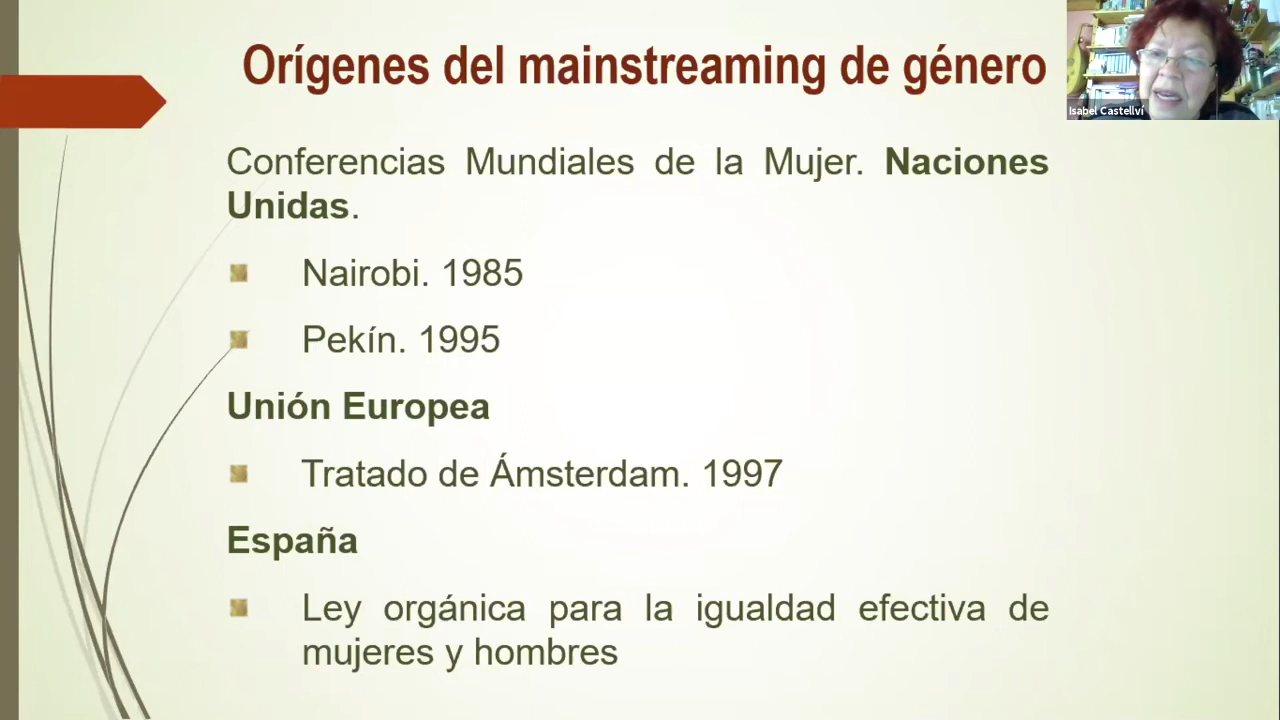 Orígenes del mainstreaming de género
Isabel Castellví
Conferencias Mundiales de la Mujer. Naciones
Unidas.
Nairobi. 1985
Pekín. 1995
Unión Europea
Tratado de Ámsterdam. 1997
España
Ley orgánica para la igualdad efectiva de
mujeres y hombres